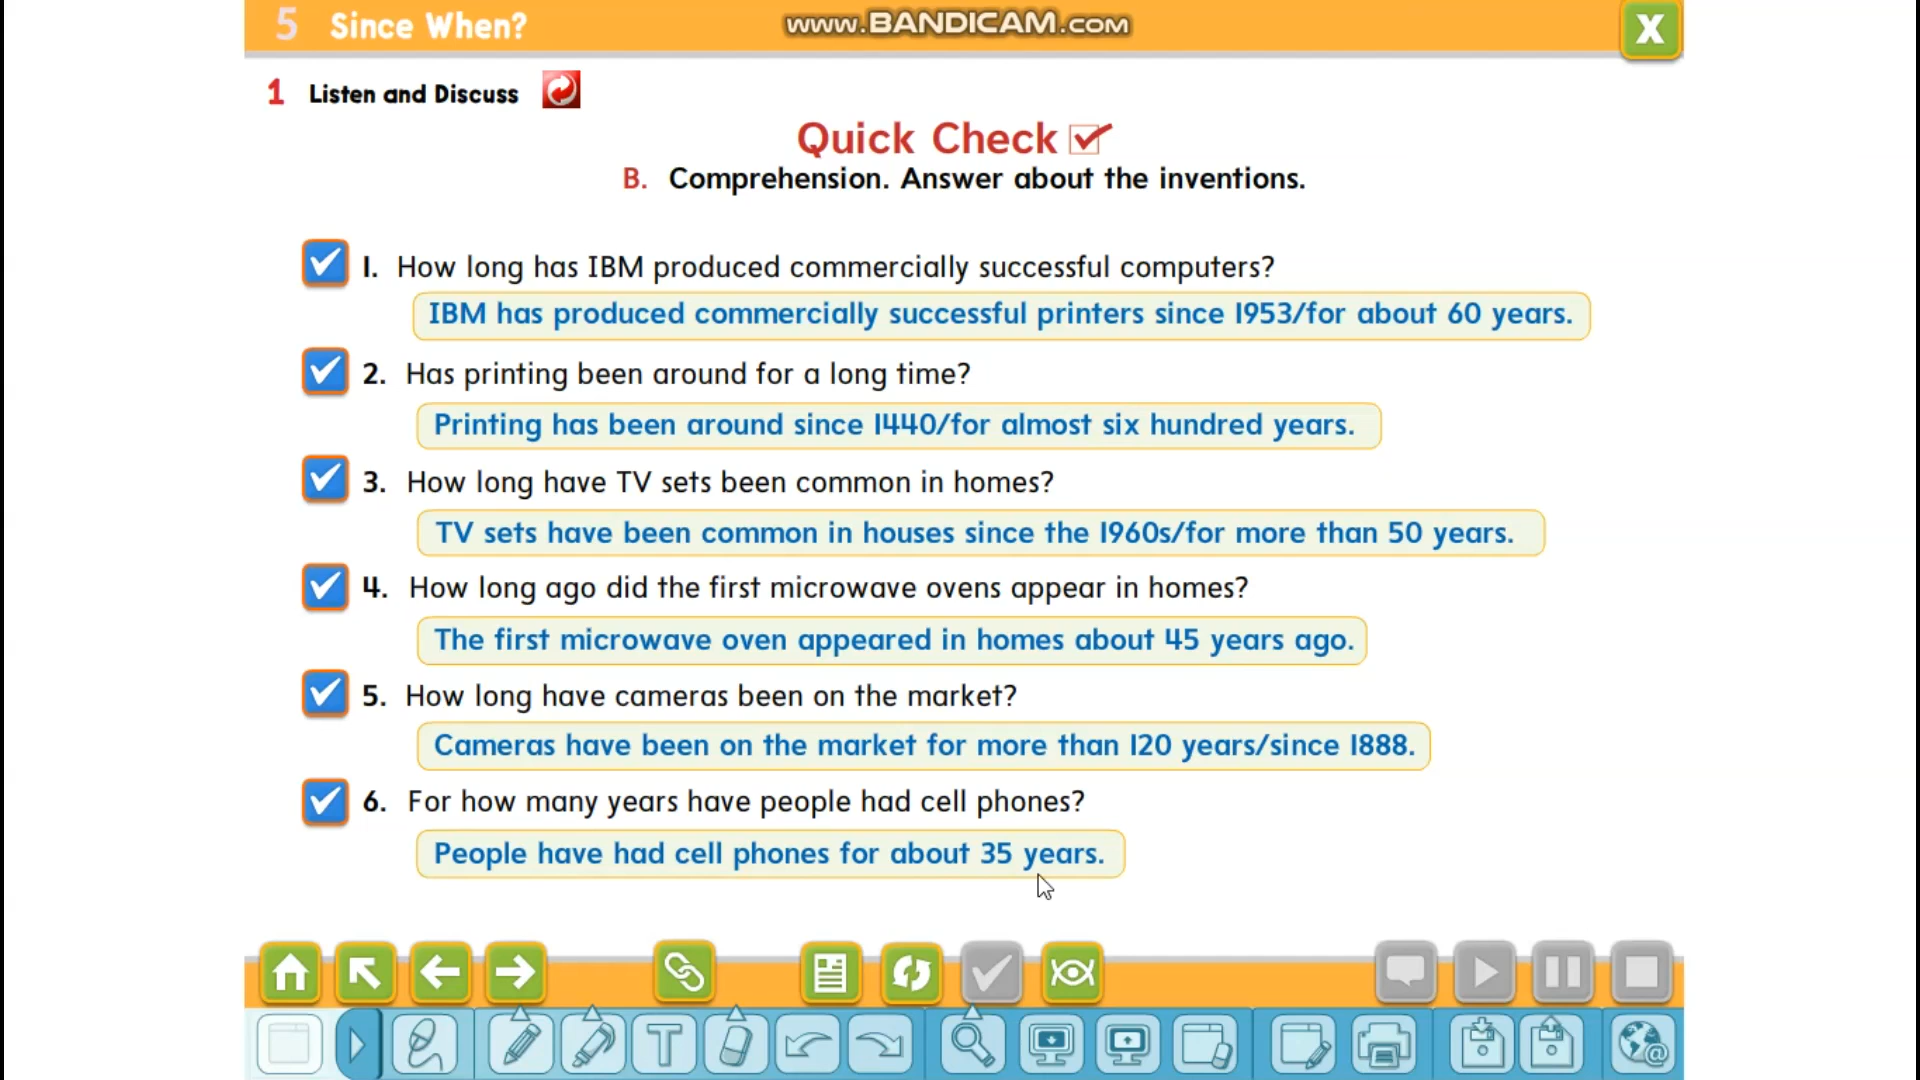 5 Since When?
www.BANDICAM.com
X
1 Listen and Discuss
Quick Check
B. Comprehension. Answer about the inventions.
1. How long has IBM produced commercially successful computers?
IBM has produced commercially successful printers since 1953/for about 60 years.
2. Has printing been around for a long time?
Printing has been around since 1440/for almost six hundred years.
3. How long have TV sets been common in homes?
TV sets have been common in houses since the 1960s/for more than 50 years.
4. How long ago did the first microwave ovens appear in homes?
The first microwave oven appeared in homes about 45 years ago.
5. How long have cameras been on the market?
Cameras have been on the market for more than 120 years/since 1888.
6. For how many years have people had cell phones?
People have had cell phones for about 35 years.
T
@